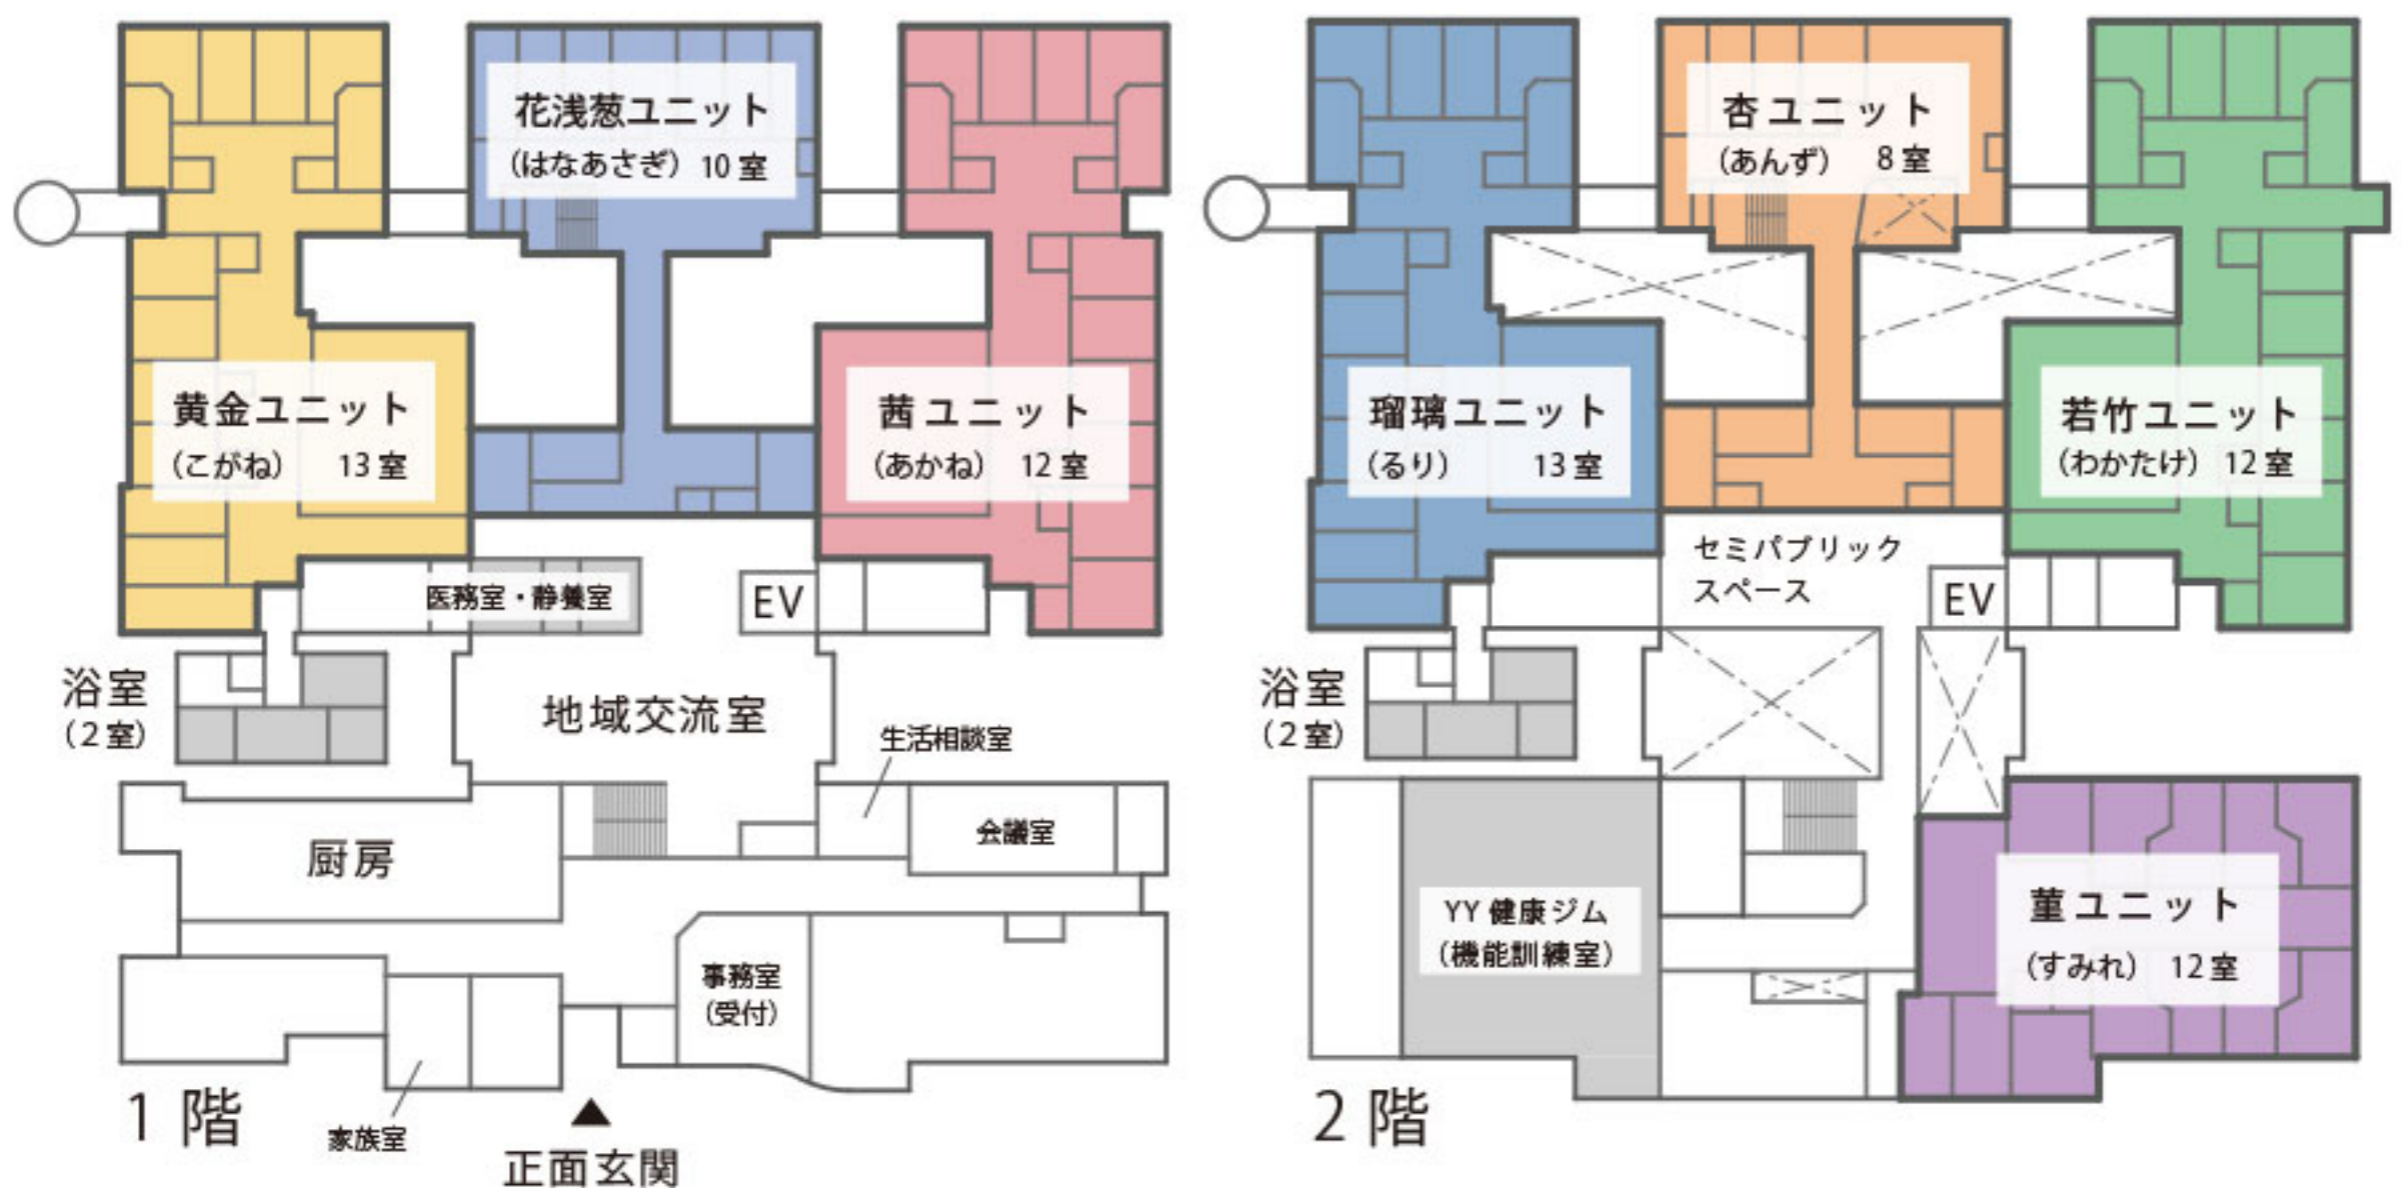 花浅葱ユニット
(はなあさぎ) 10室
黄金ユニット
(こがね) 13室
茜ユニット
(あかね) 12室
医務室・静養室
EV
浴室
(2室)
地域交流室
生活相談室
会議室
厨房
事務室
(受付)
1階
家族室
正面玄関
杏ユニット
(あんず) 8室
瑠璃ユニット
(るり) 13室
若竹ユニット
(わかたけ) 12室
セミパブリック
スペース
EV
浴室
(2室)
YY健康ジム
(機能訓練室)
菫ユニット
(すみれ) 12室
2階